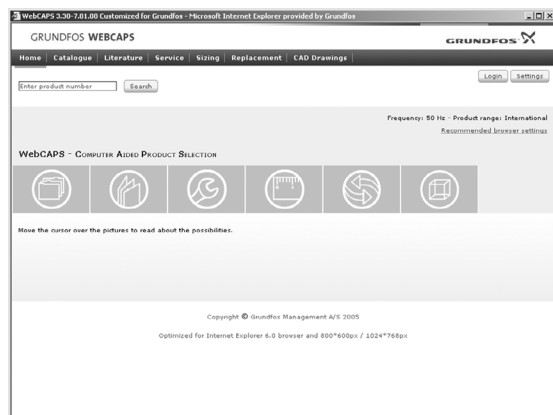 WebCAPS 3.30-7.01.00 Customized for Grundfos - Microsoft Internet Explorer provided by Grundfos
GRUNDFOS WEBCAPS
GRUNDFOS
Home Catalogue Literature Service Sizing Replacement CAD Drawings
Login Settings
Enter product number Search
Frequency: 50 Hz - Product range: International
Recommended browser settings
WebCAPS - Computer Aided Product Selection
Move the cursor over the pictures to read about the possibilities.
Copyright © Grundfos Management A/S 2005
Optimized for Internet Explorer 6.0 browser and 800*600px / 1024*768px